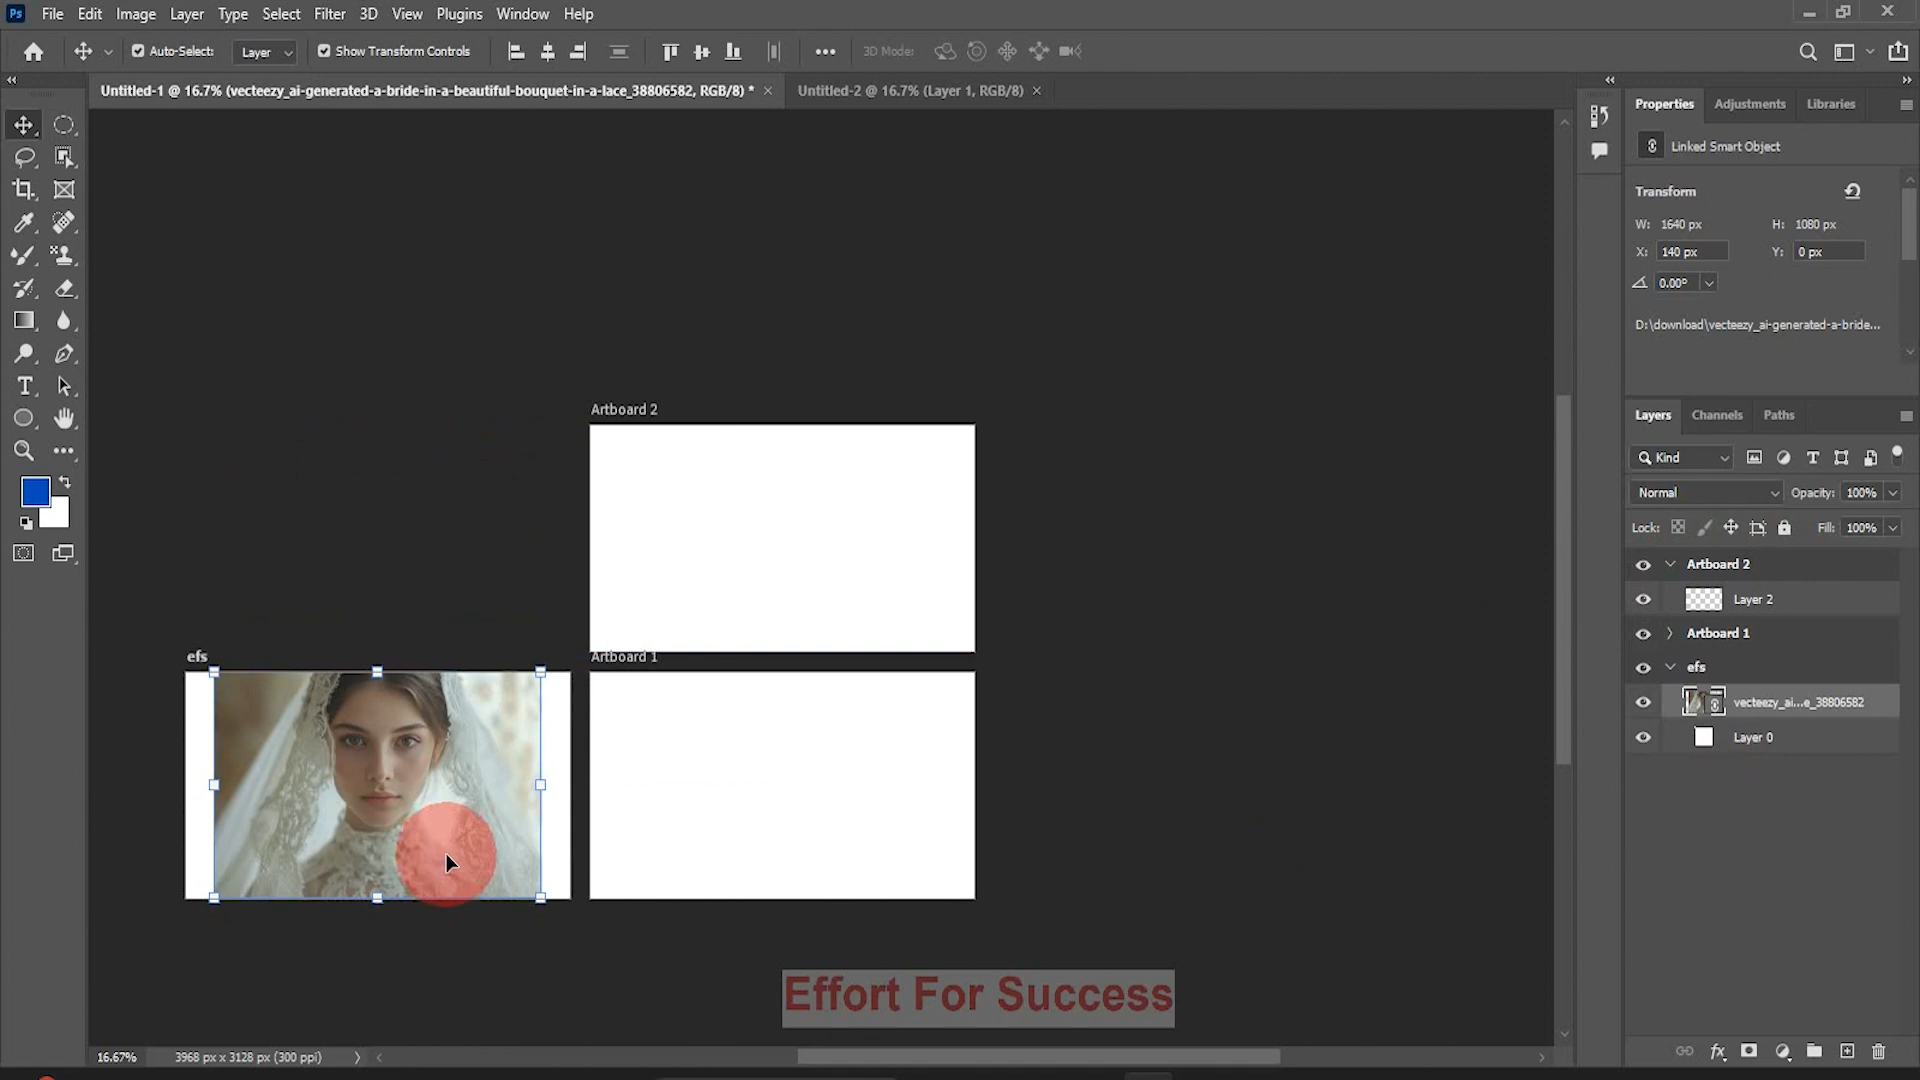 Ps File Edit Image Layer Type Select Filter 3D View Plugins Window Help
Auto-Select: Layer Show Transform Controls 3D Mode:
Untitled-1 @ 16.7% (vecteezy_ai-generated-a-bride-in-a-beautiful-bouquet-in-a-lace_38806582, RGB/8) * Untitled-2 @ 16.7% (Layer 1, RGB/8)
Properties Adjustments Libraries
Linked Smart Object
Transform
W: 1640 px H: 1080 px
X: 140 px Y: 0 px
0.00°
D:\download\vecteezy_ai-generated-a-bride...
Artboard 2
efs
Artboard 1
Layers Channels Paths
Kind
Normal Opacity: 100%
Lock: Fill: 100%
Artboard 2
Layer 2
Artboard 1
efs
vecteezy_ai...e_38806582
Layer 0
Effort For Success
16.67% 3968 px x 3128 px (300 ppi)
fx